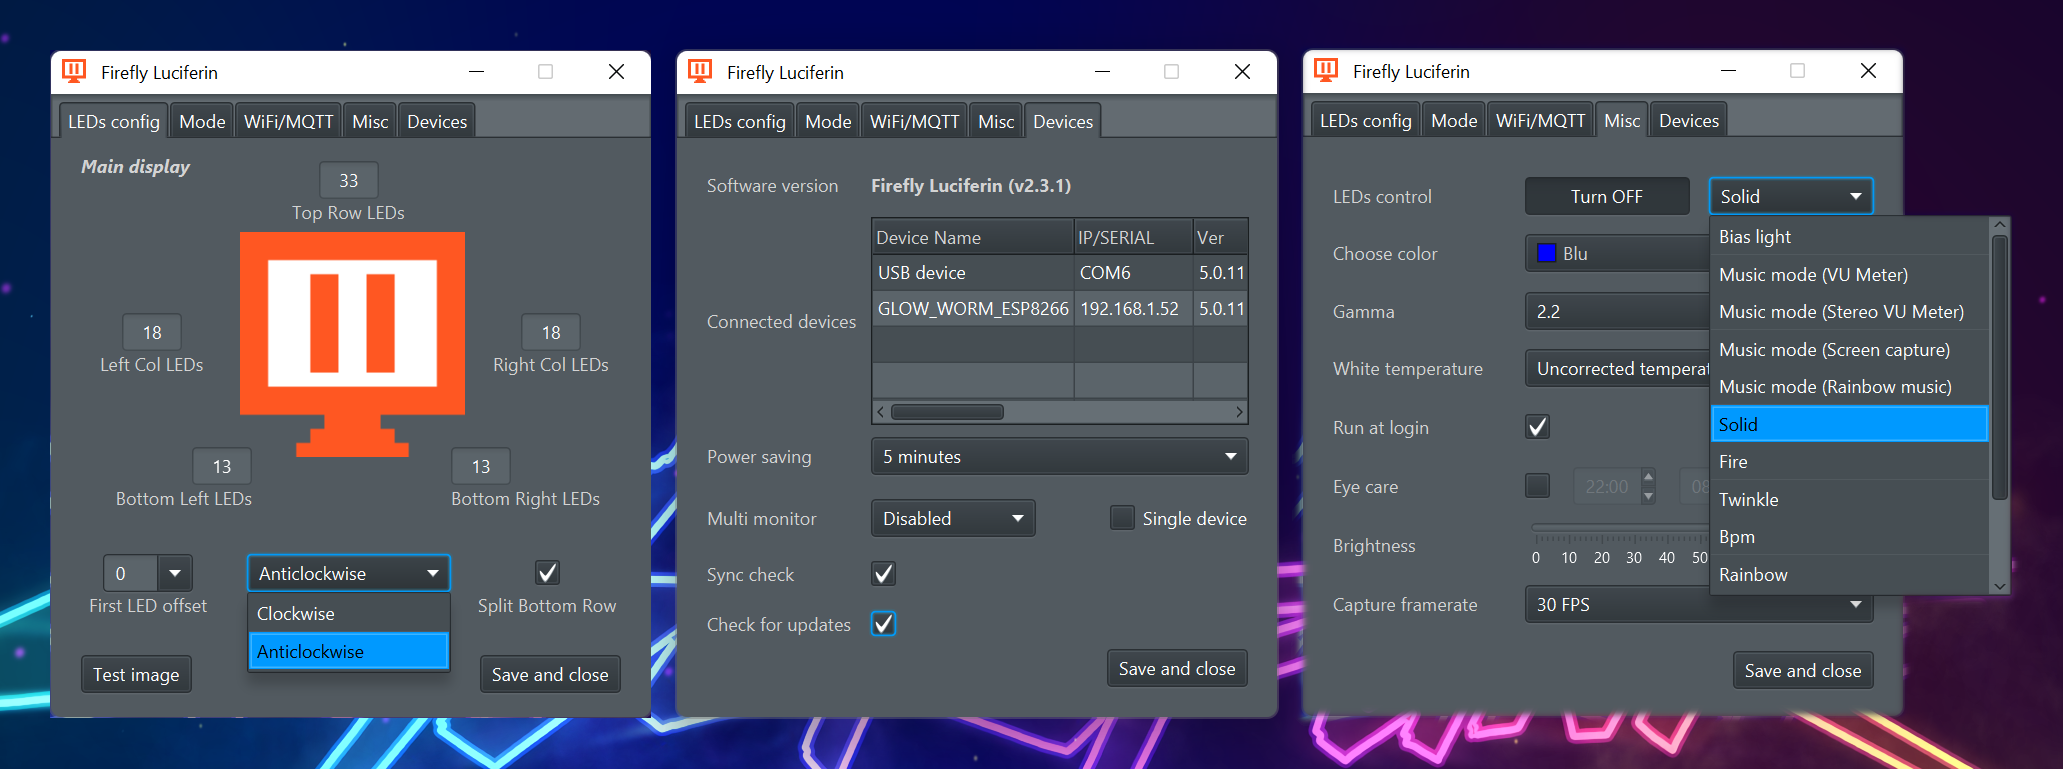 Firefly Luciferin
LEDs config Mode WiFi/MQTT Misc Devices
Main display
33
Top Row LEDs
18
Left Col LEDs
18
Right Col LEDs
13
Bottom Left LEDs
13
Bottom Right LEDs
0
First LED offset
Anticlockwise
Clockwise
Anticlockwise
Split Bottom Row
Test image
Save and close
Firefly Luciferin
LEDs config Mode WiFi/MQTT Misc Devices
Software version Firefly Luciferin (v2.3.1)
Connected devices
Device Name IP/SERIAL Ver
USB device COM6 5.0.11
GLOW_WORM_ESP8266 192.168.1.52 5.0.11
Power saving 5 minutes
Multi monitor Disabled Single device
Sync check
Check for updates
Save and close
Firefly Luciferin
LEDs config Mode WiFi/MQTT Misc Devices
LEDs control Turn OFF Solid
Choose color Blu
Gamma 2.2
White temperature Uncorrected temperat
Run at login
Eye care 22:00 08
Brightness
0 10 20 30 40 50
Capture framerate 30 FPS
Bias light
Music mode (VU Meter)
Music mode (Stereo VU Meter)
Music mode (Screen capture)
Music mode (Rainbow music)
Solid
Fire
Twinkle
Bpm
Rainbow
Save and close